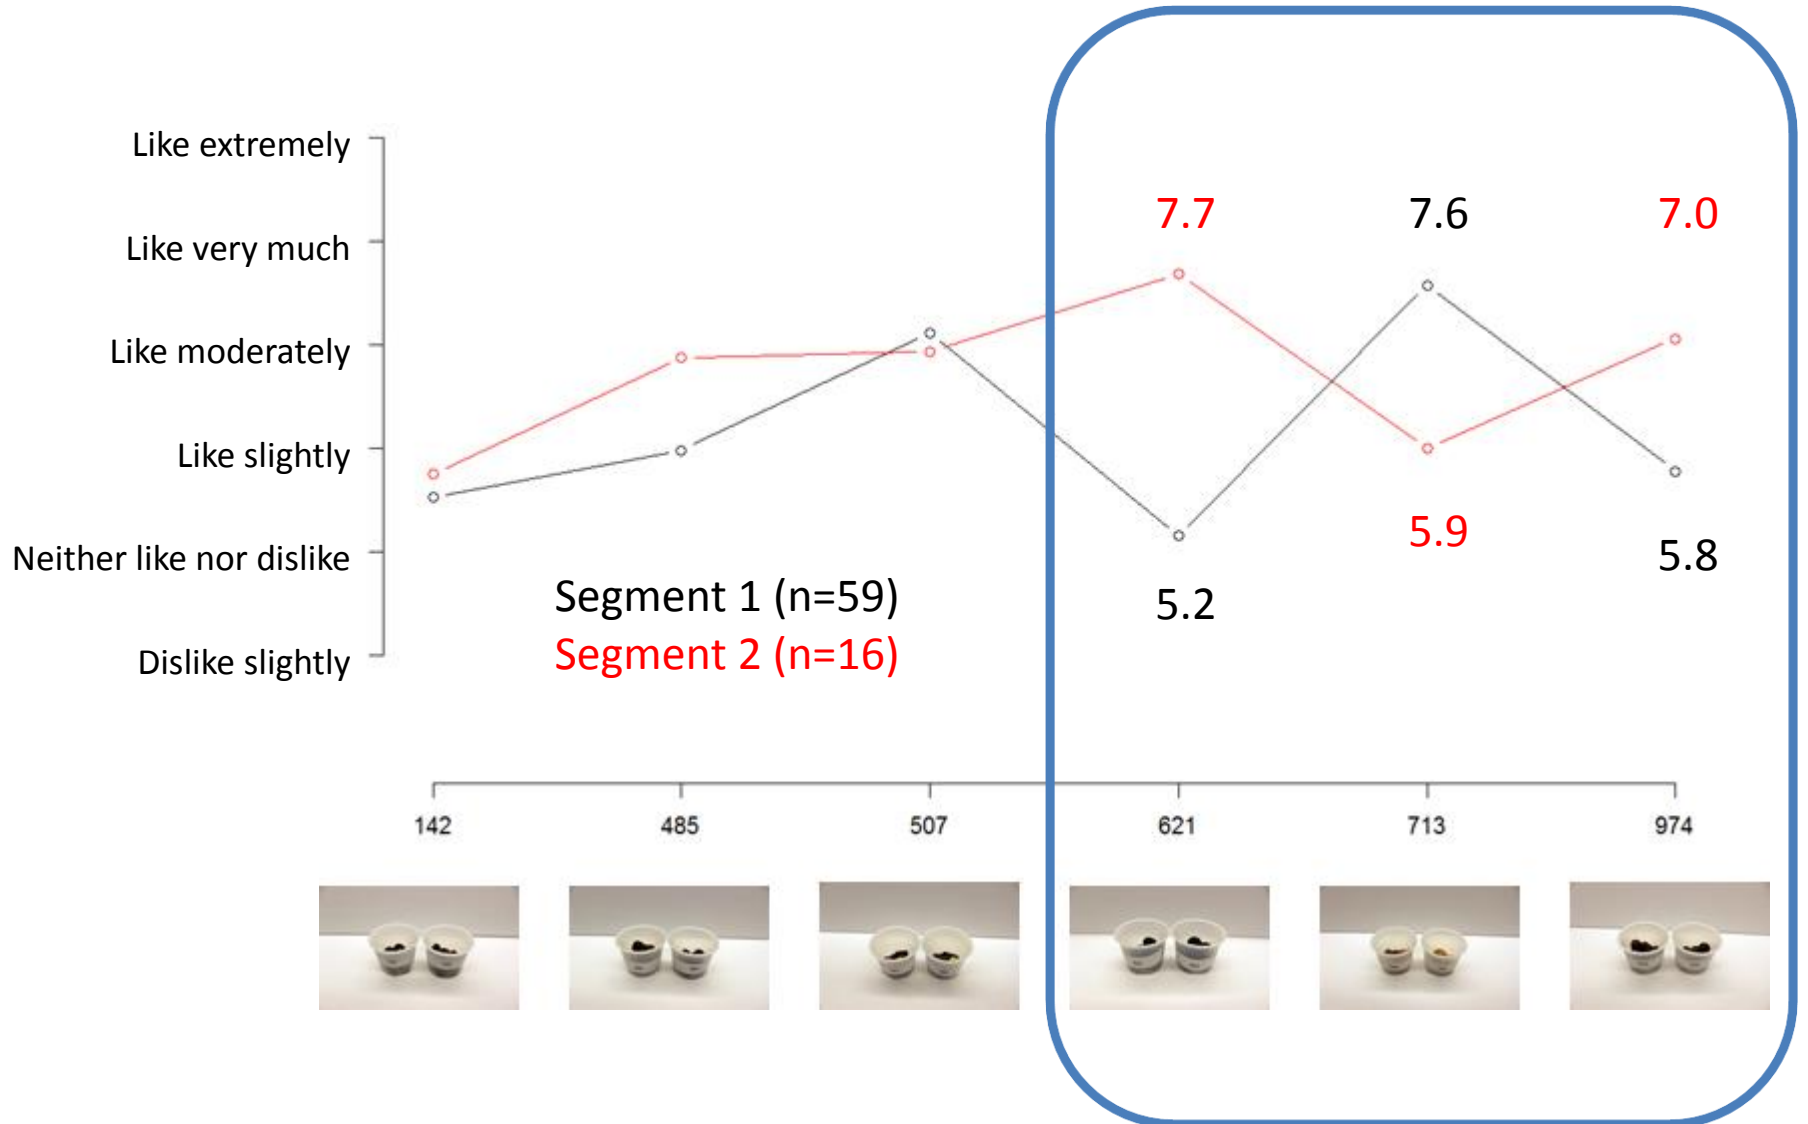 Like extremely
Like very much
Like moderately
Like slightly
Neither like nor dislike
Dislike slightly
7.7
7.6
7.0
5.2
5.9
5.8
Segment 1 (n=59)
Segment 2 (n=16)
142
485
507
621
713
974